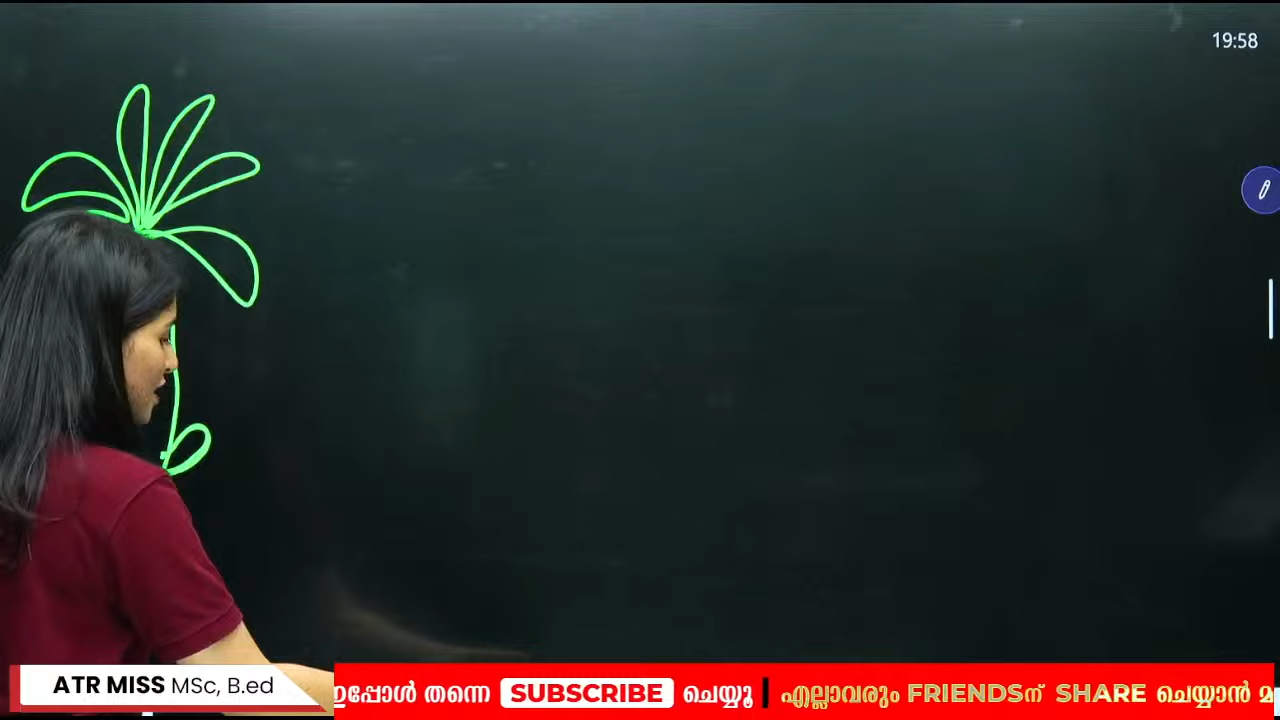 19:58
ATR MISS MSc, B.ed
ഇപ്പോൾ തന്നെ SUBSCRIBE ചെയ്യൂ | എല്ലാവരും FRIENDSന് SHARE ചെയ്യാൻ